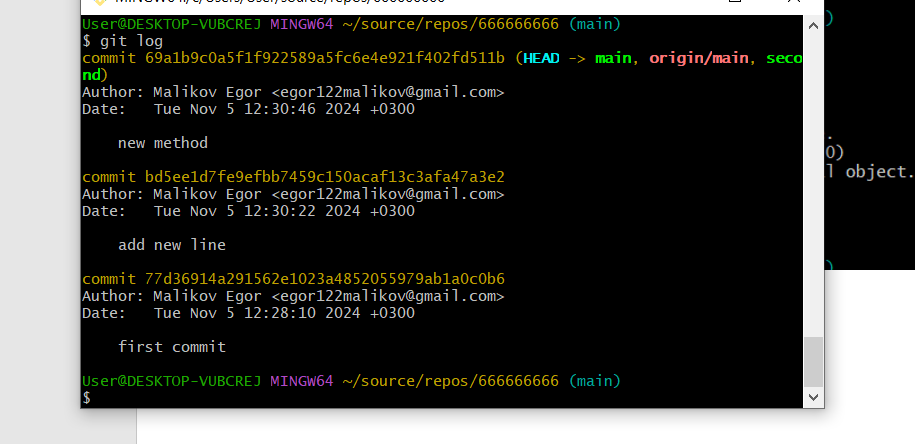 User@DESKTOP-VUBCREJ MINGW64 ~/source/repos/666666666 (main)
$ git log
commit 69a1b9c0a5f1f922589a5fc6e4e921f402fd511b (HEAD -> main, origin/main, seco
nd)
Author: Malikov Egor <egor122malikov@gmail.com>
Date:   Tue Nov 5 12:30:46 2024 +0300
new method
commit bd5ee1d7fe9efbb7459c150acaf13c3afa47a3e2
Author: Malikov Egor <egor122malikov@gmail.com>
Date:   Tue Nov 5 12:30:22 2024 +0300
add new line
commit 77d36914a291562e1023a4852055979ab1a0c0b6
Author: Malikov Egor <egor122malikov@gmail.com>
Date:   Tue Nov 5 12:28:10 2024 +0300
first commit
User@DESKTOP-VUBCREJ MINGW64 ~/source/repos/666666666 (main)
$
)
.
0)
l object.
)